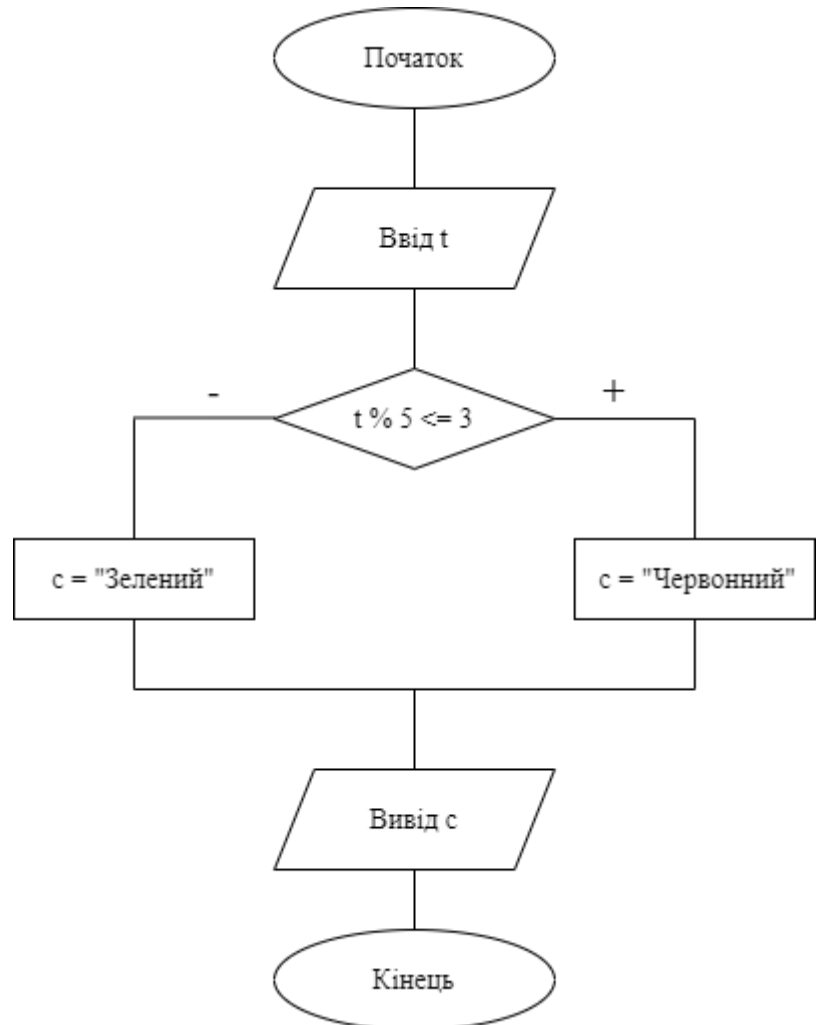 Початок
Ввід t
-
+
t % 5 <= 3
c = "Зелений"
c = "Червонний"
Вивід c
Кінець